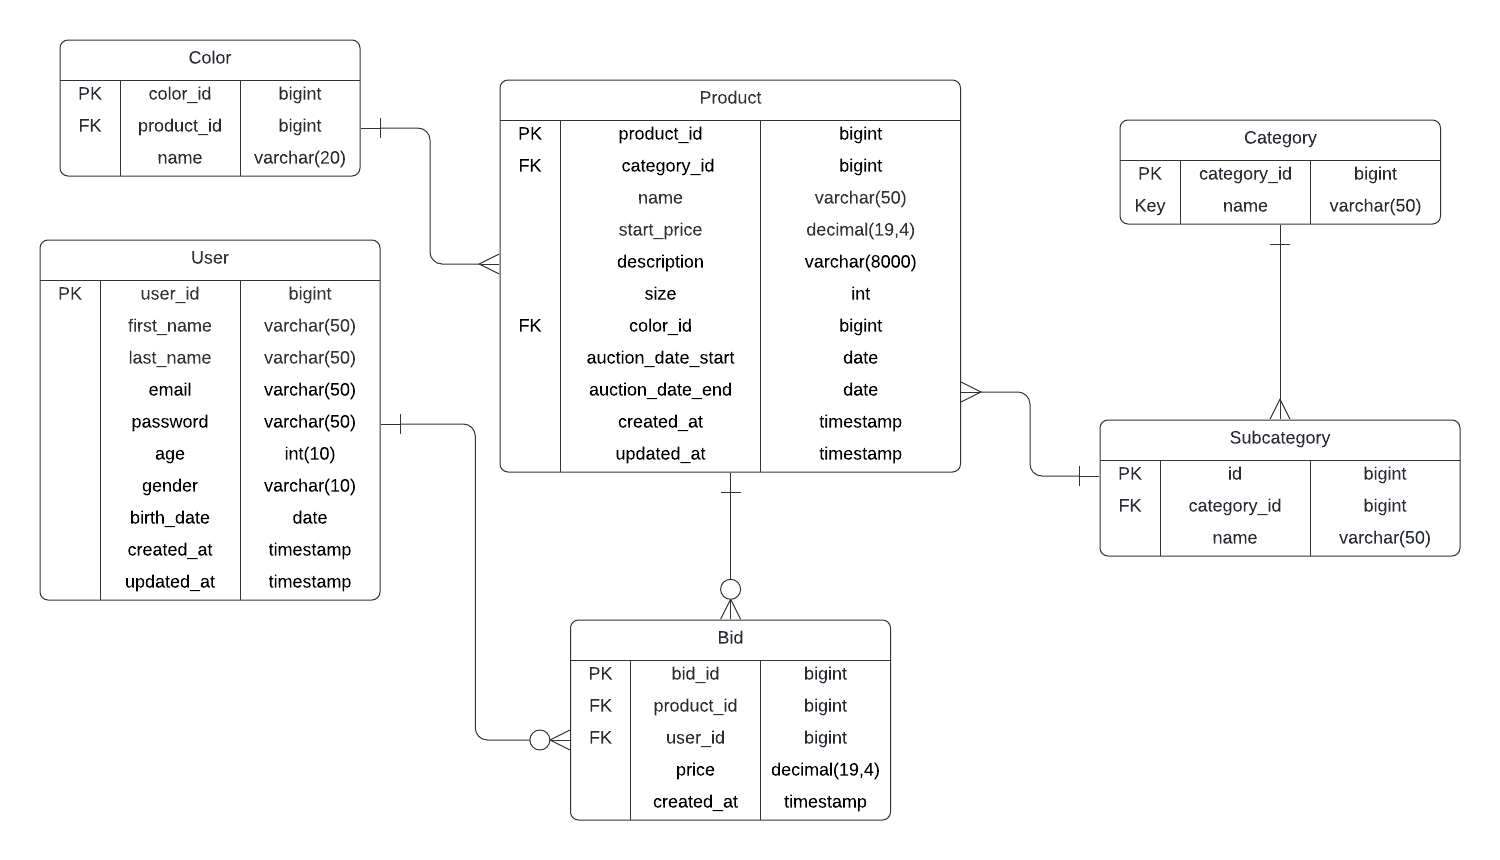 Color
PK color_id bigint
FK product_id bigint
name varchar(20)
User
PK user_id bigint
first_name varchar(50)
last_name varchar(50)
email varchar(50)
password varchar(50)
age int(10)
gender varchar(10)
birth_date date
created_at timestamp
updated_at timestamp
Product
PK product_id bigint
FK category_id bigint
name varchar(50)
start_price decimal(19,4)
description varchar(8000)
size int
FK color_id bigint
auction_date_start date
auction_date_end date
created_at timestamp
updated_at timestamp
Category
PK category_id bigint
Key name varchar(50)
Subcategory
PK id bigint
FK category_id bigint
name varchar(50)
Bid
PK bid_id bigint
FK product_id bigint
FK user_id bigint
price decimal(19,4)
created_at timestamp